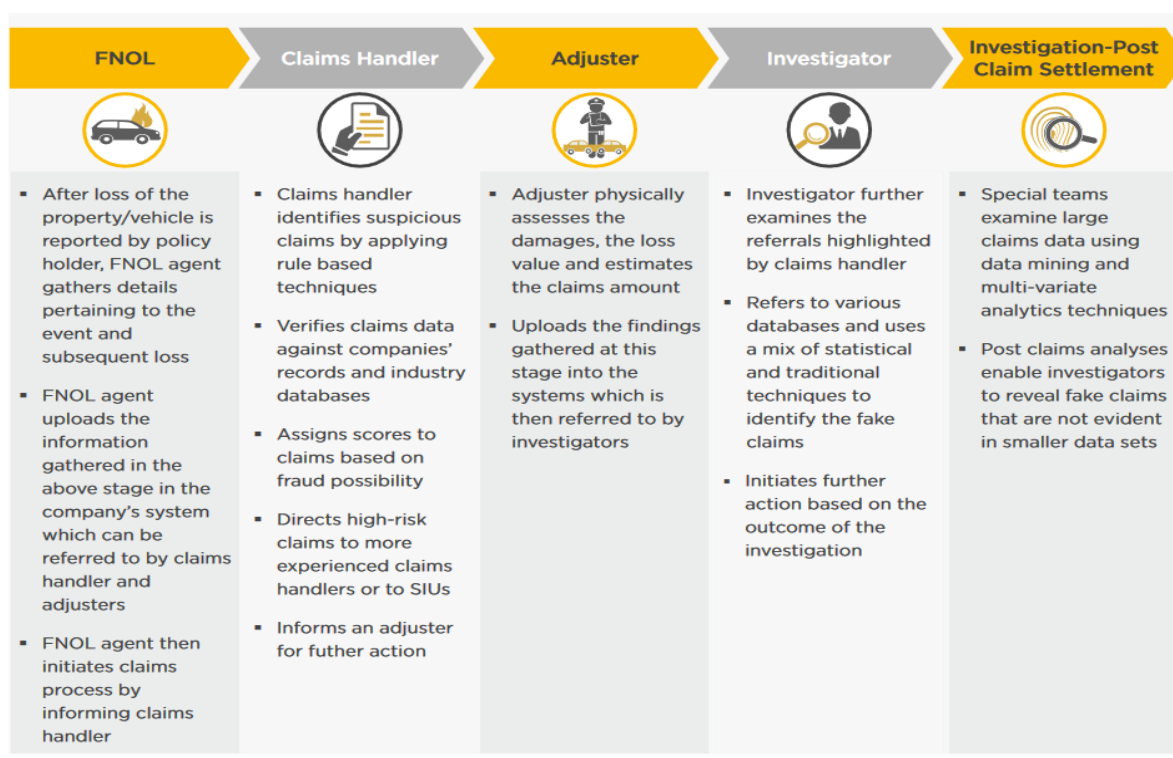 FNOL
Claims Handler
Adjuster
Investigator
Investigation-Post
Claim Settlement
▪ After loss of the
property/vehicle is
reported by policy
holder, FNOL agent
gathers details
pertaining to the
event and
subsequent loss
▪ FNOL agent
uploads the
information
gathered in the
above stage in the
company's system
which can be
referred to by claims
handler and
adjusters
▪ FNOL agent then
initiates claims
process by
informing claims
handler
▪ Claims handler
identifies suspicious
claims by applying
rule based
techniques
▪ Verifies claims data
against companies'
records and industry
databases
▪ Assigns scores to
claims based on
fraud possibility
▪ Directs high-risk
claims to more
experienced claims
handlers or to SIUs
▪ Informs an adjuster
for futher action
▪ Adjuster physically
assesses the
damages, the loss
value and estimates
the claims amount
▪ Uploads the findings
gathered at this
stage into the
systems which is
then referred to by
investigators
▪ Investigator further
examines the
referrals highlighted
by claims handler
▪ Refers to various
databases and uses
a mix of statistical
and traditional
techniques to
identify the fake
claims
▪ Initiates further
action based on the
outcome of the
investigation
▪ Special teams
examine large
claims data using
data mining and
multi-variate
analytics techniques
▪ Post claims analyses
enable investigators
to reveal fake claims
that are not evident
in smaller data sets